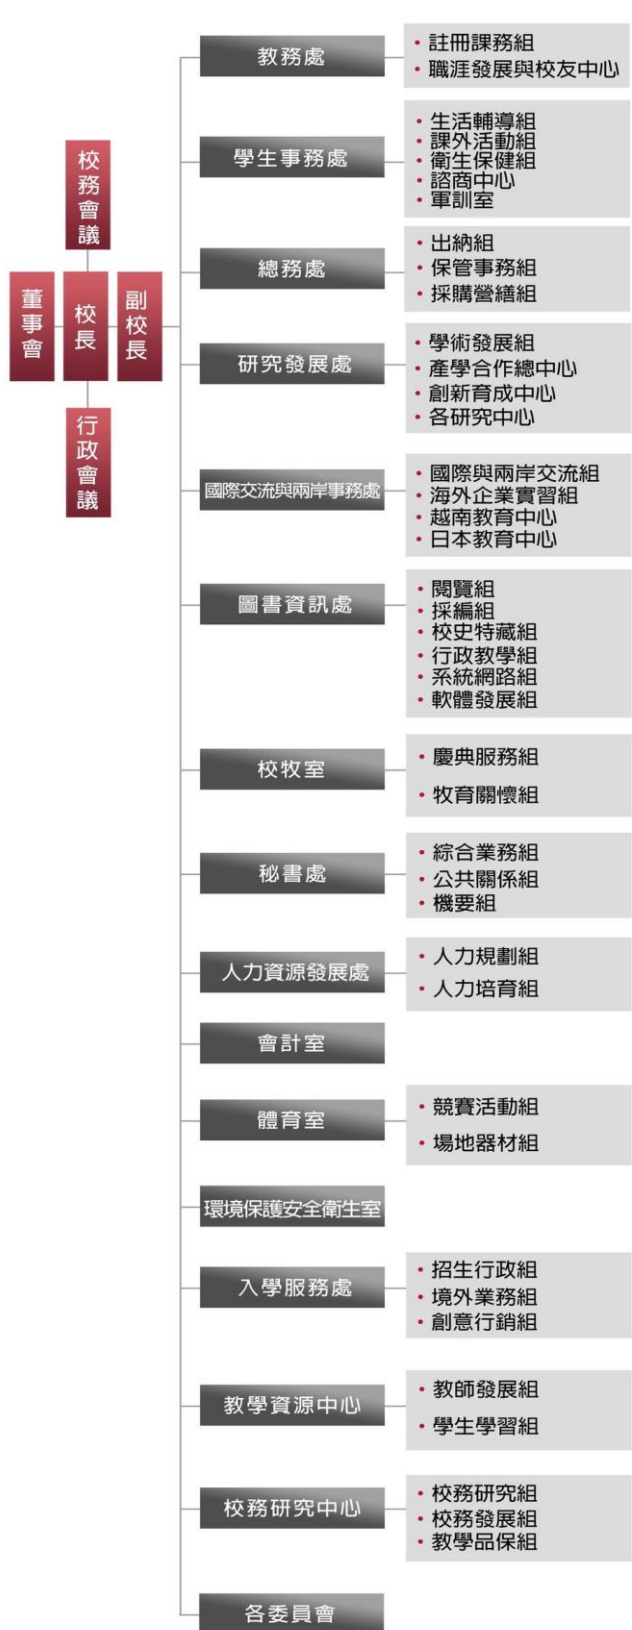 校務會議
董事會
校長
副校長
行政會議
教務處
・註冊課務組
・職涯發展與校友中心
學生事務處
・生活輔導組
・課外活動組
・衛生保健組
・諮商中心
・軍訓室
總務處
・出納組
・保管事務組
・採購營繕組
研究發展處
・學術發展組
・產學合作總中心
・創新育成中心
・各研究中心
國際交流與兩岸事務處
・國際與兩岸交流組
・海外企業實習組
・越南教育中心
・日本教育中心
圖書資訊處
・閱覽組
・採編組
・校史特藏組
・行政教學組
・系統網路組
・軟體發展組
校牧室
・慶典服務組
・牧育關懷組
秘書處
・綜合業務組
・公共關係組
・機要組
人力資源發展處
・人力規劃組
・人力培育組
會計室
體育室
・競賽活動組
・場地器材組
環境保護安全衛生室
入學服務處
・招生行政組
・境外業務組
・創意行銷組
教學資源中心
・教師發展組
・學生學習組
校務研究中心
・校務研究組
・校務發展組
・教學品保組
各委員會